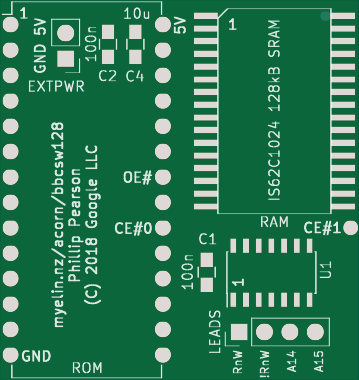 1
10u
5V
GND 5V
100n
C2
C4
EXTPWR
myelin.nz/acorn/bbcsw128
Phillip Pearson
(C) 2018 Google LLC
OE#
CE#0
GND
ROM
1
IS62C1024 128kB SRAM
RAM
CE#1
C1
100n
1
U1
LEADS
RnW
A14
A15